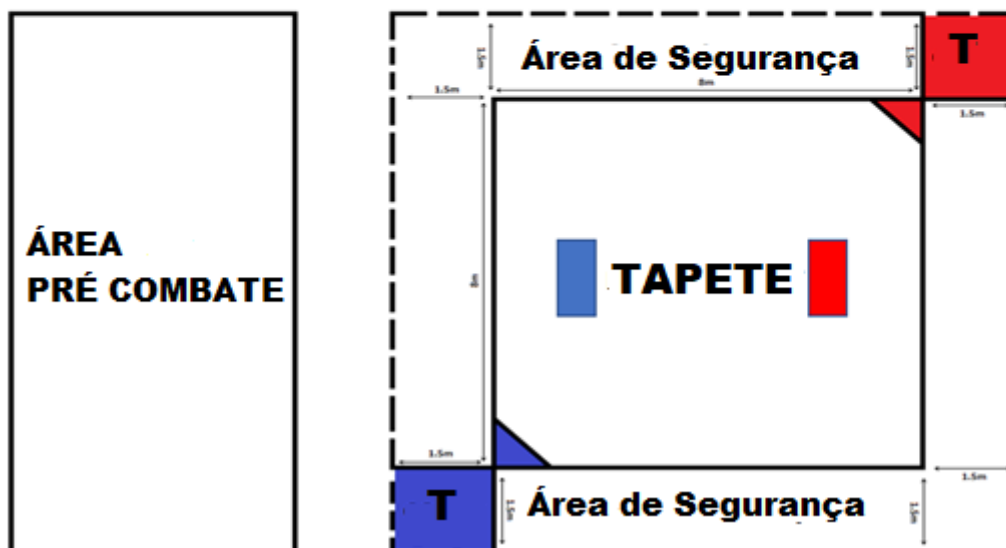 ÁREA
PRÉ COMBATE
1.5m
Área de Segurança
1.5m
T
8m
1.5m
1.5m
8m
TAPETE
1.5m
1.5m
T
1.5m
Área de Segurança
1.5m